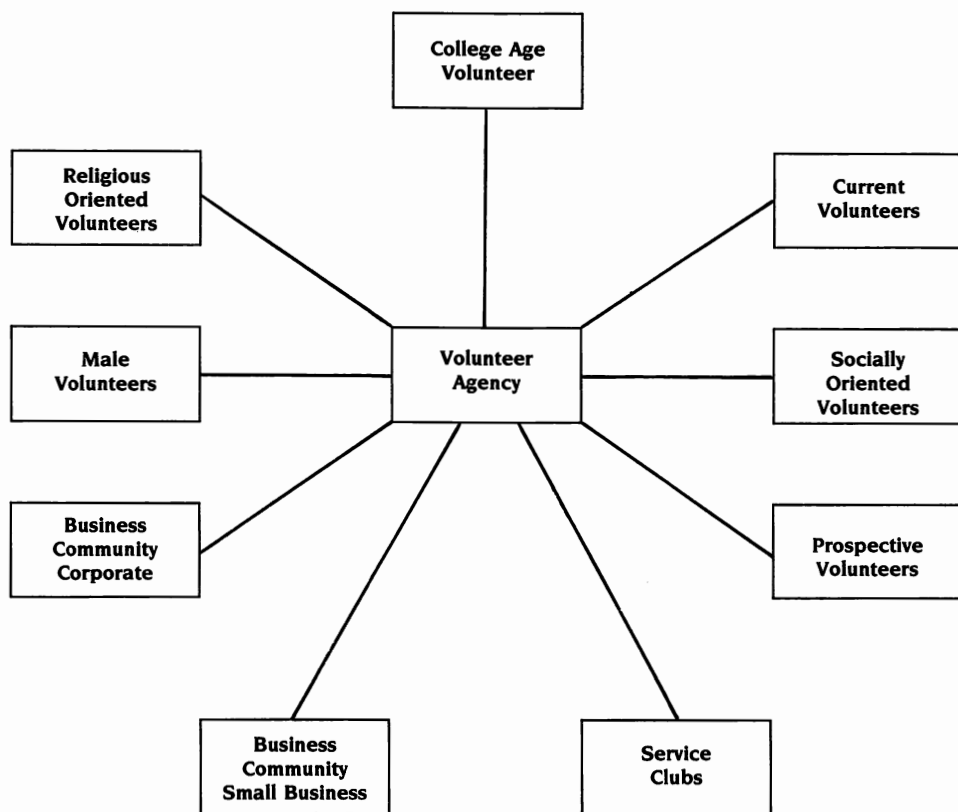 College Age
Volunteer
Religious
Oriented
Volunteers
Current
Volunteers
Male
Volunteers
Volunteer
Agency
Socially
Oriented
Volunteers
Business
Community
Corporate
Prospective
Volunteers
Business
Community
Small Business
Service
Clubs